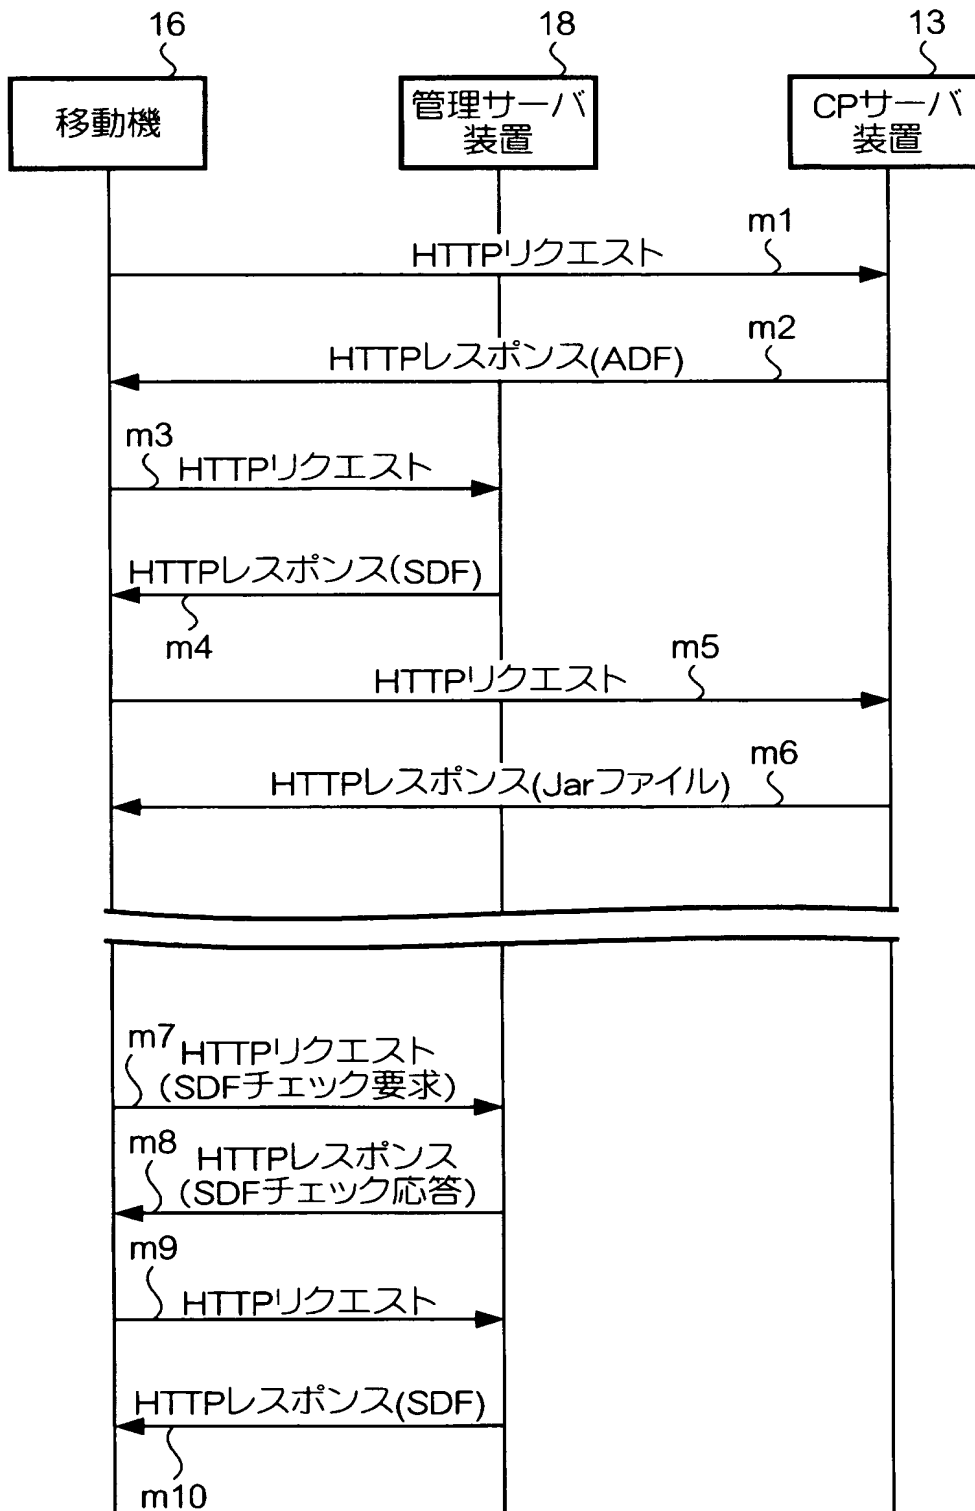 16
18
13
移動機
管理サーバ
装置
CPサーバ
装置
m1
HTTPリクエスト
m2
HTTPレスポンス(ADF)
m3
HTTPリクエスト
HTTPレスポンス(SDF)
m4
m5
HTTPリクエスト
m6
HTTPレスポンス(Jarファイル)
m7
HTTPリクエスト
(SDFチェック要求)
m8
HTTPレスポンス
(SDFチェック応答)
m9
HTTPリクエスト
HTTPレスポンス(SDF)
m10